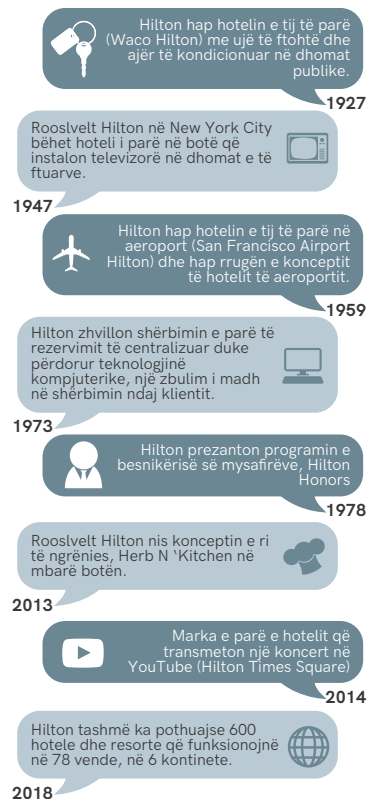 Hilton hap hotelin e tij të parë
(Waco Hilton) me ujë të ftohtë dhe
ajër të kondicionuar në dhomat
publike.
1927
Rooslvelt Hilton në New York City
bëhet hoteli i parë në botë që
instalon televizorë në dhomat e të
ftuarve.
1947
Hilton hap hotelin e tij të parë në
aeroport (San Francisco Airport
Hilton) dhe hap rrugën e konceptit
të hotelit të aeroportit.
1959
Hilton zhvillon shërbimin e parë të
rezervimit të centralizuar duke
përdorur teknologjinë
kompjuterike, një zbulim i madh
në shërbimin ndaj klientit.
1973
Hilton prezanton programin e
besnikërisë së mysafirëve, Hilton
Honors
1978
Rooslvelt Hilton nis konceptin e ri
të ngrënies, Herb N ‘Kitchen në
mbarë botën.
2013
Marka e parë e hotelit që
transmeton një koncert në
YouTube (Hilton Times Square)
2014
Hilton tashmë ka pothuajse 600
hotele dhe resorte që funksionojnë
në 78 vende, në 6 kontinete.
2018